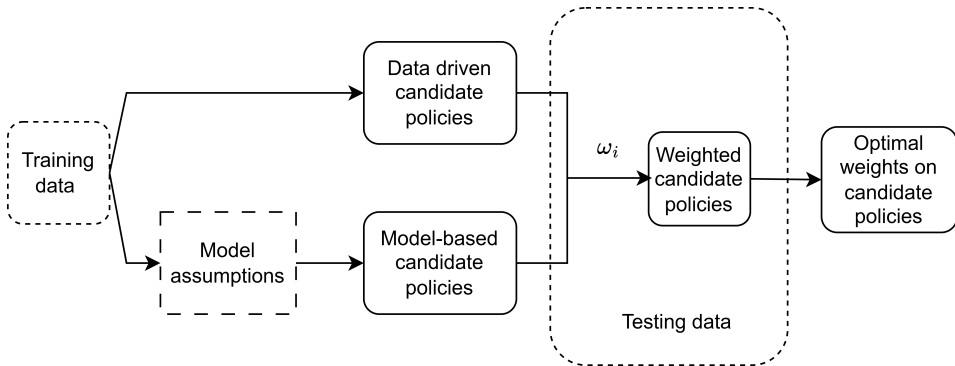 Training
data
Data driven
candidate
policies
Model
assumptions
Model-based
candidate
policies
ω_i
Weighted
candidate
policies
Testing data
Optimal
weights on
candidate
policies